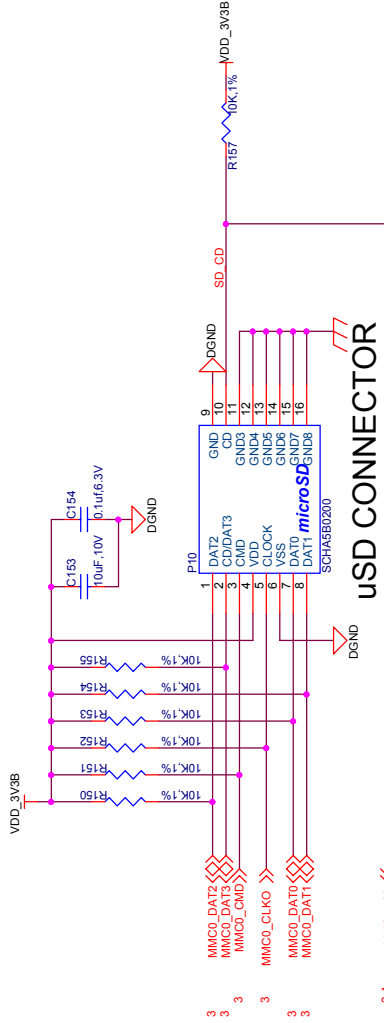 VDD_3V3B
R157
10K,1%
SD_CD
DGND
9
10
11
12
13
14
15
16
GND
CD
GND3
GND4
GND5
GND6
GND7
GND8
microSD
SCHA5B0200
P10
DAT2
CD/DAT3
CMD
VDD
CLOCK
VSS
DAT0
DAT1
1
2
3
4
5
6
7
8
uSD CONNECTOR
C154
0.1uf,6.3V
C153
10uF,10V
DGND
DGND
VDD_3V3B
R155
10K,1%
R154
10K,1%
R153
10K,1%
R152
10K,1%
R151
10K,1%
R150
10K,1%
MMC0_DAT2
MMC0_DAT3
MMC0_CMD
MMC0_CLKO
MMC0_DAT0
MMC0_DAT1
3
3
3
3
3
3